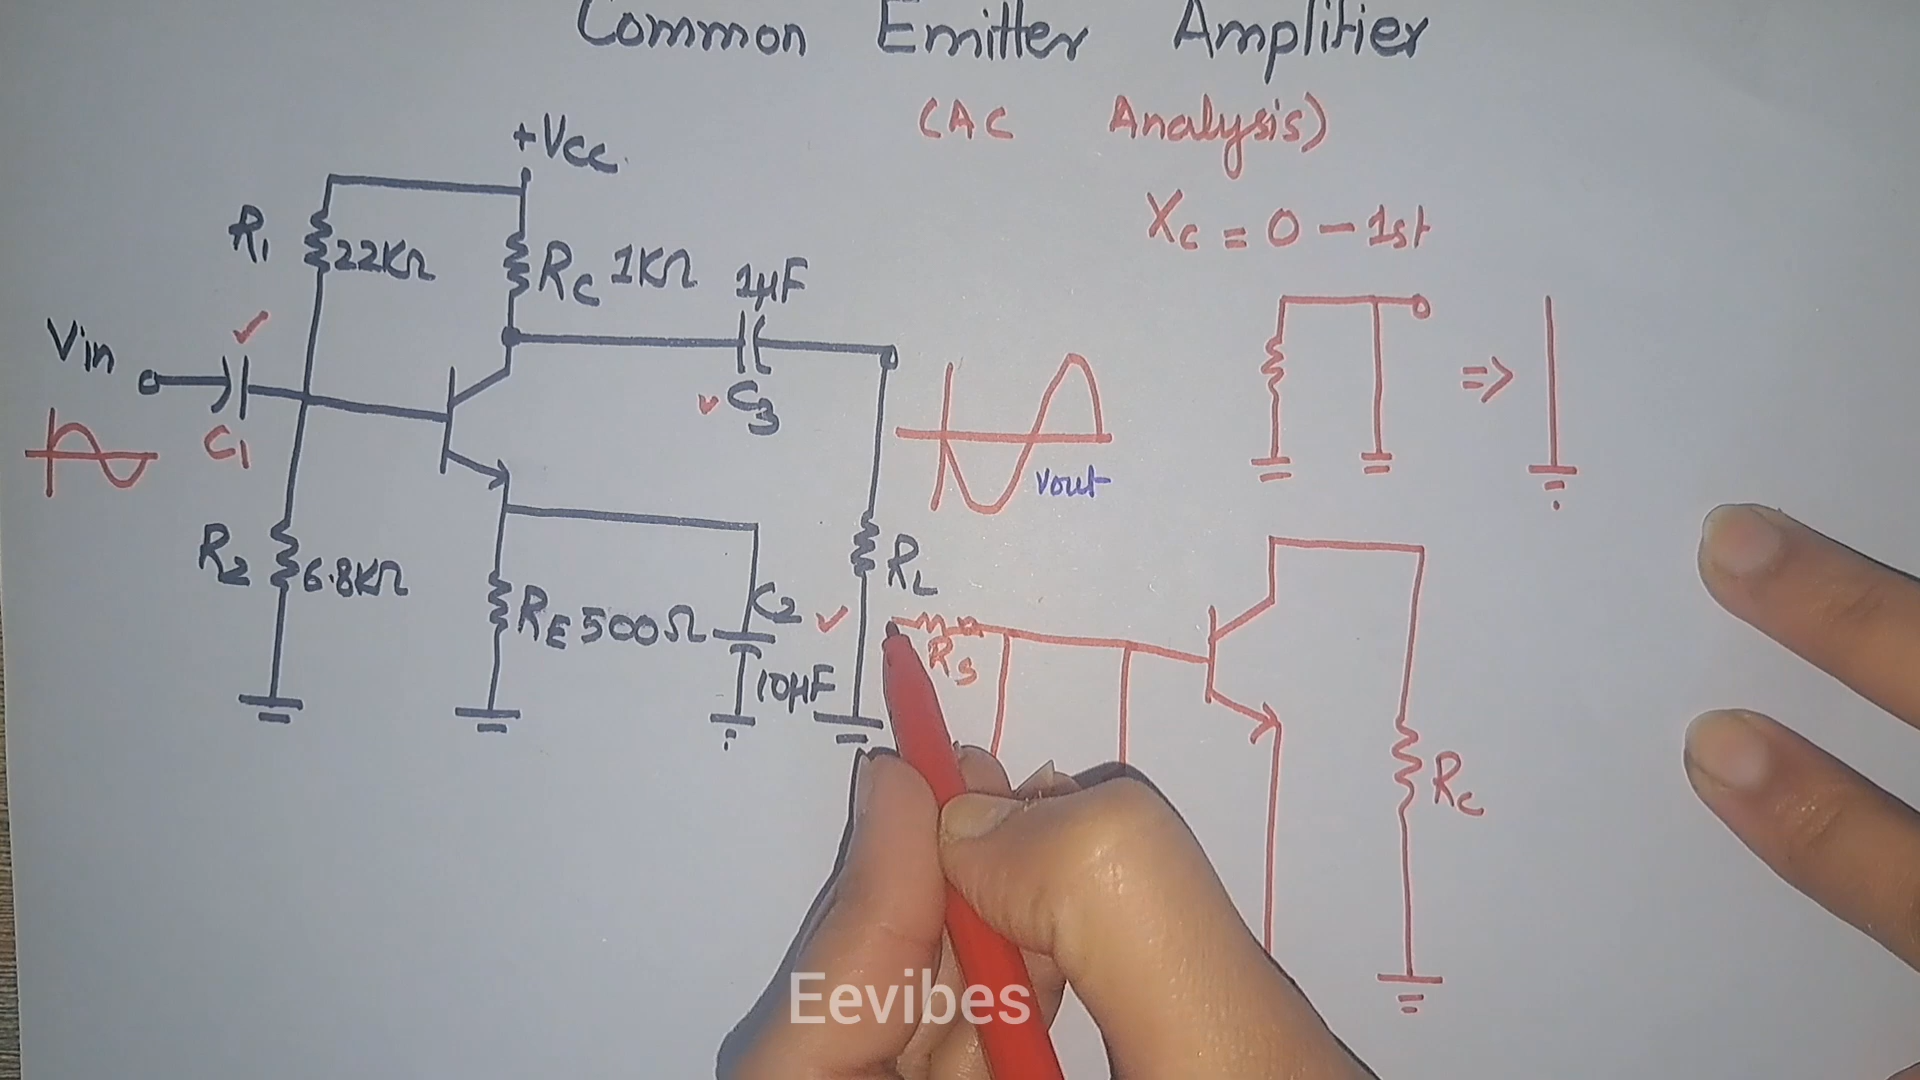 Common Emitter Amplifier
(AC Analysis)
+Vcc
Xc = 0 - 1st
R1
22KΩ
Rc 1KΩ
1μF
Vin
C3
C1
Vout
R2
6.8KΩ
RE 500Ω
C2
10μF
RL
Rs
Rc
Eevibes